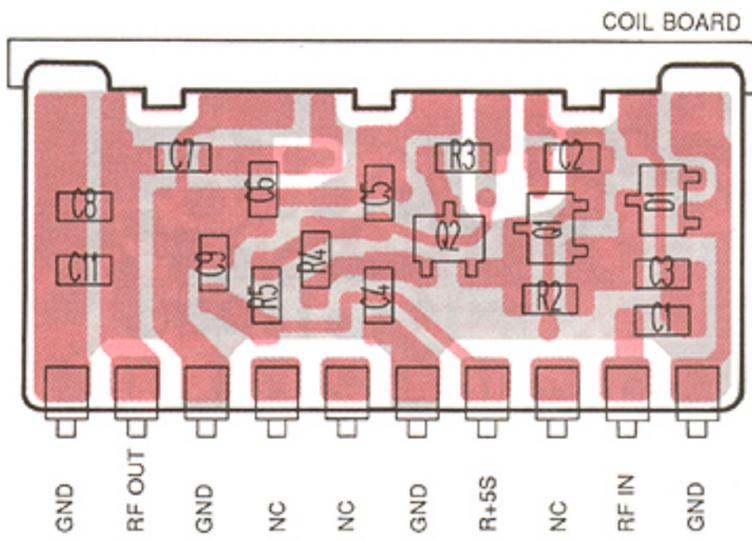 COIL BOARD
C7
R3
C2
C6
C5
D1
C8
Q2
Q1
C9
R4
C11
R5
C4
R2
C3
C1
GND
RF OUT
GND
NC
NC
GND
R+5S
NC
RF IN
GND